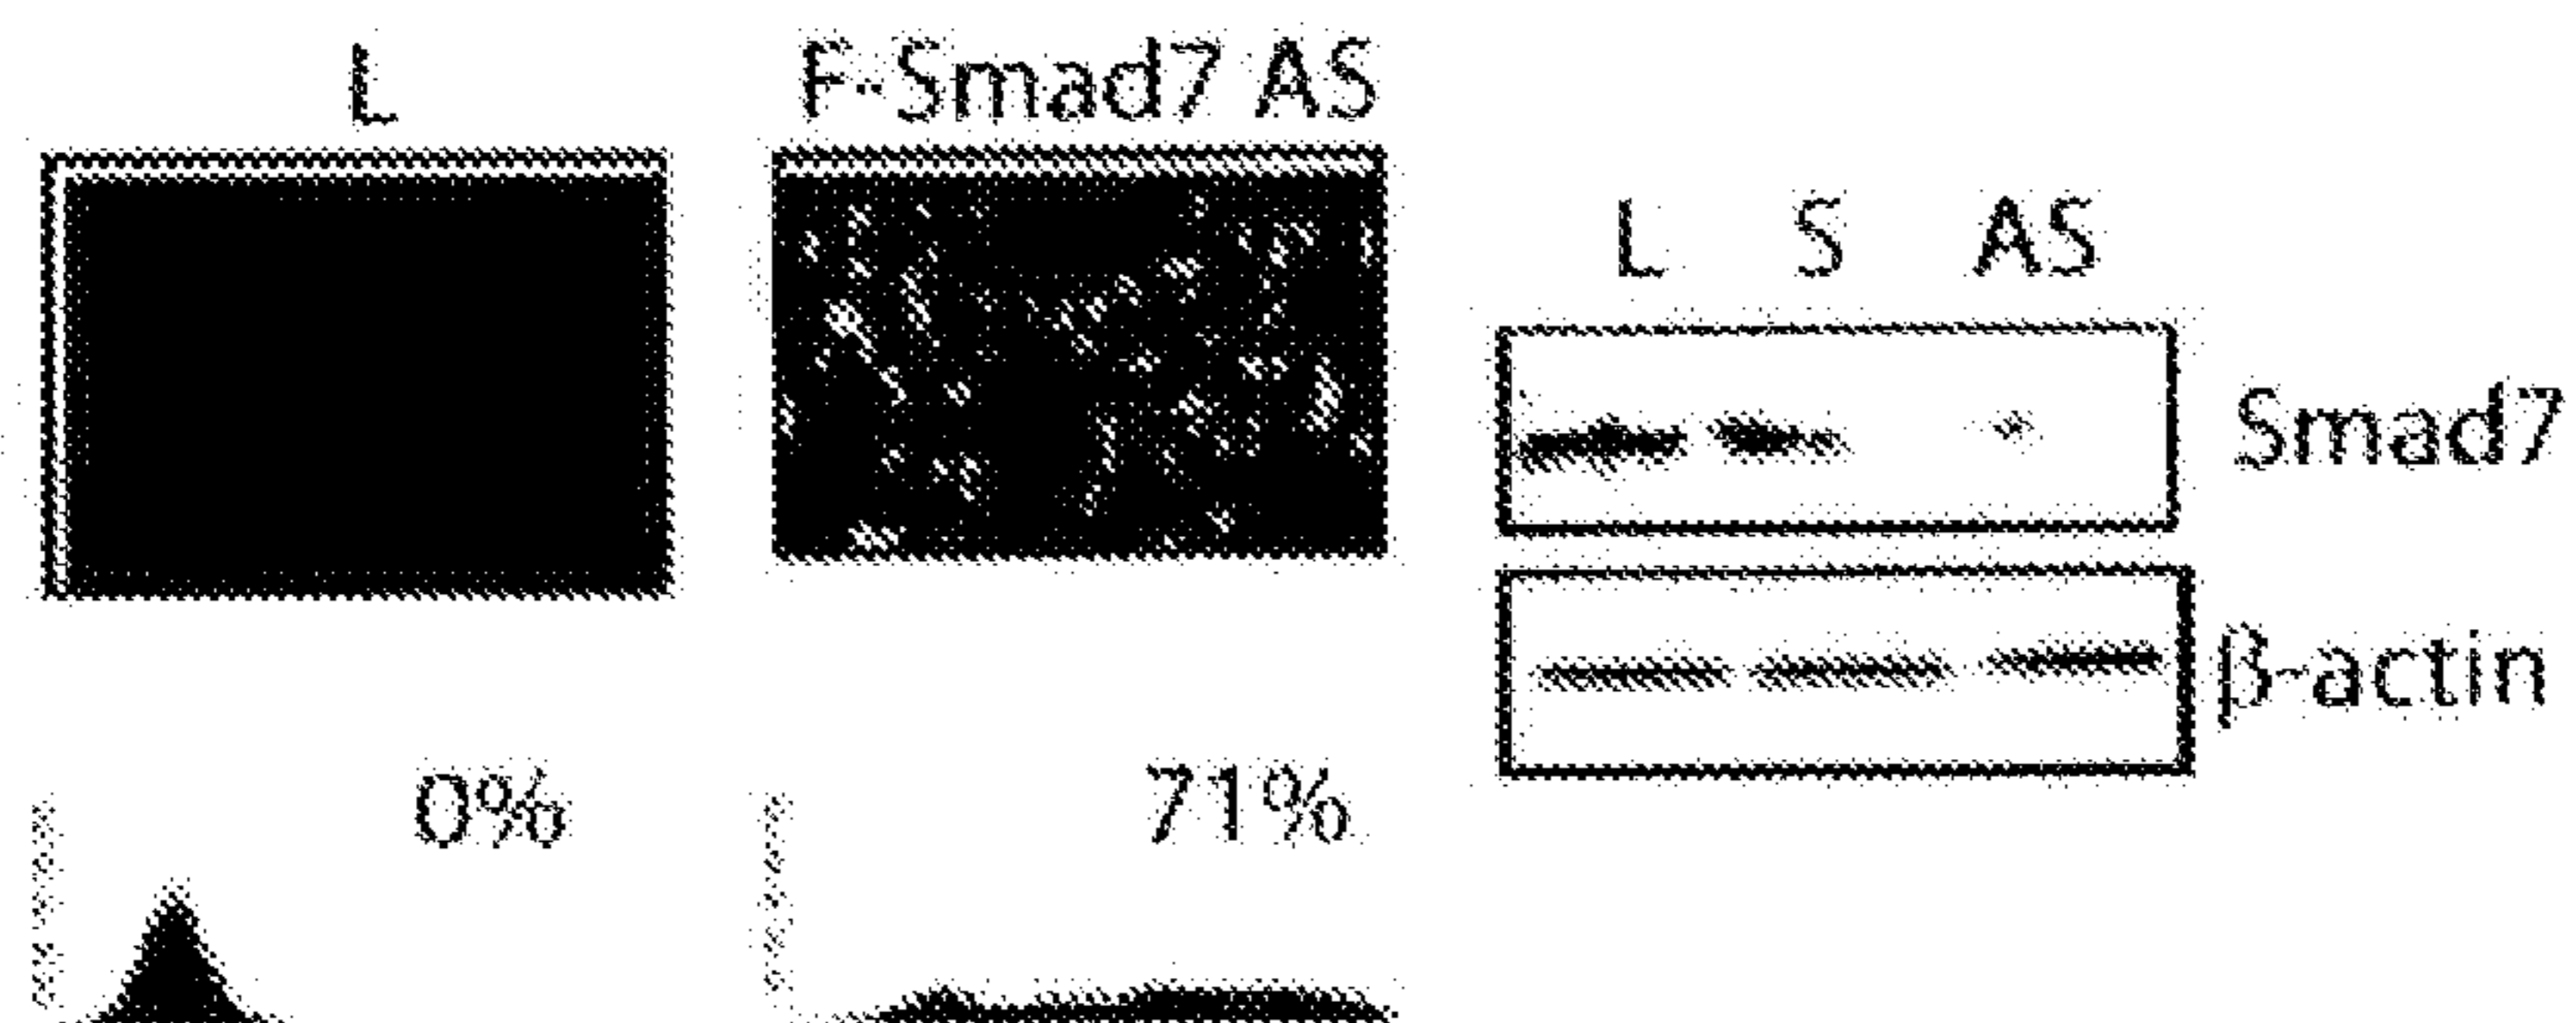 L
F-Smad7 AS
L S AS
Smad7
β-actin
0%
71%